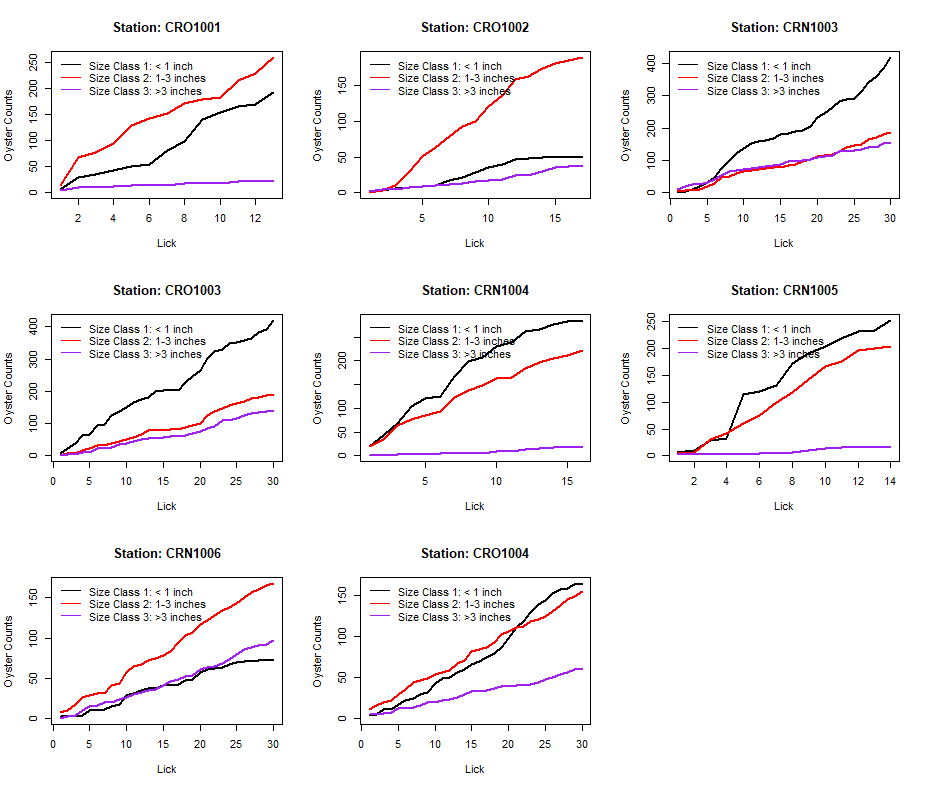 Station: CRO1001
Size Class 1: < 1 inch
Size Class 2: 1-3 inches
Size Class 3: >3 inches
Oyster Counts
0 50 100 150 200 250
2 4 6 8 10 12
Lick
Station: CRO1002
Size Class 1: < 1 inch
Size Class 2: 1-3 inches
Size Class 3: >3 inches
Oyster Counts
0 50 100 150
5 10 15
Lick
Station: CRN1003
Size Class 1: < 1 inch
Size Class 2: 1-3 inches
Size Class 3: >3 inches
Oyster Counts
0 100 200 300 400
0 5 10 15 20 25 30
Lick
Station: CRO1003
Size Class 1: < 1 inch
Size Class 2: 1-3 inches
Size Class 3: >3 inches
Oyster Counts
0 100 200 300 400
0 5 10 15 20 25 30
Lick
Station: CRN1004
Size Class 1: < 1 inch
Size Class 2: 1-3 inches
Size Class 3: >3 inches
Oyster Counts
0 50 100 200
5 10 15
Lick
Station: CRN1005
Size Class 1: < 1 inch
Size Class 2: 1-3 inches
Size Class 3: >3 inches
Oyster Counts
0 50 100 150 200 250
2 4 6 8 10 12 14
Lick
Station: CRN1006
Size Class 1: < 1 inch
Size Class 2: 1-3 inches
Size Class 3: >3 inches
Oyster Counts
0 50 100 150
0 5 10 15 20 25 30
Lick
Station: CRO1004
Size Class 1: < 1 inch
Size Class 2: 1-3 inches
Size Class 3: >3 inches
Oyster Counts
0 50 100 150
0 5 10 15 20 25 30
Lick